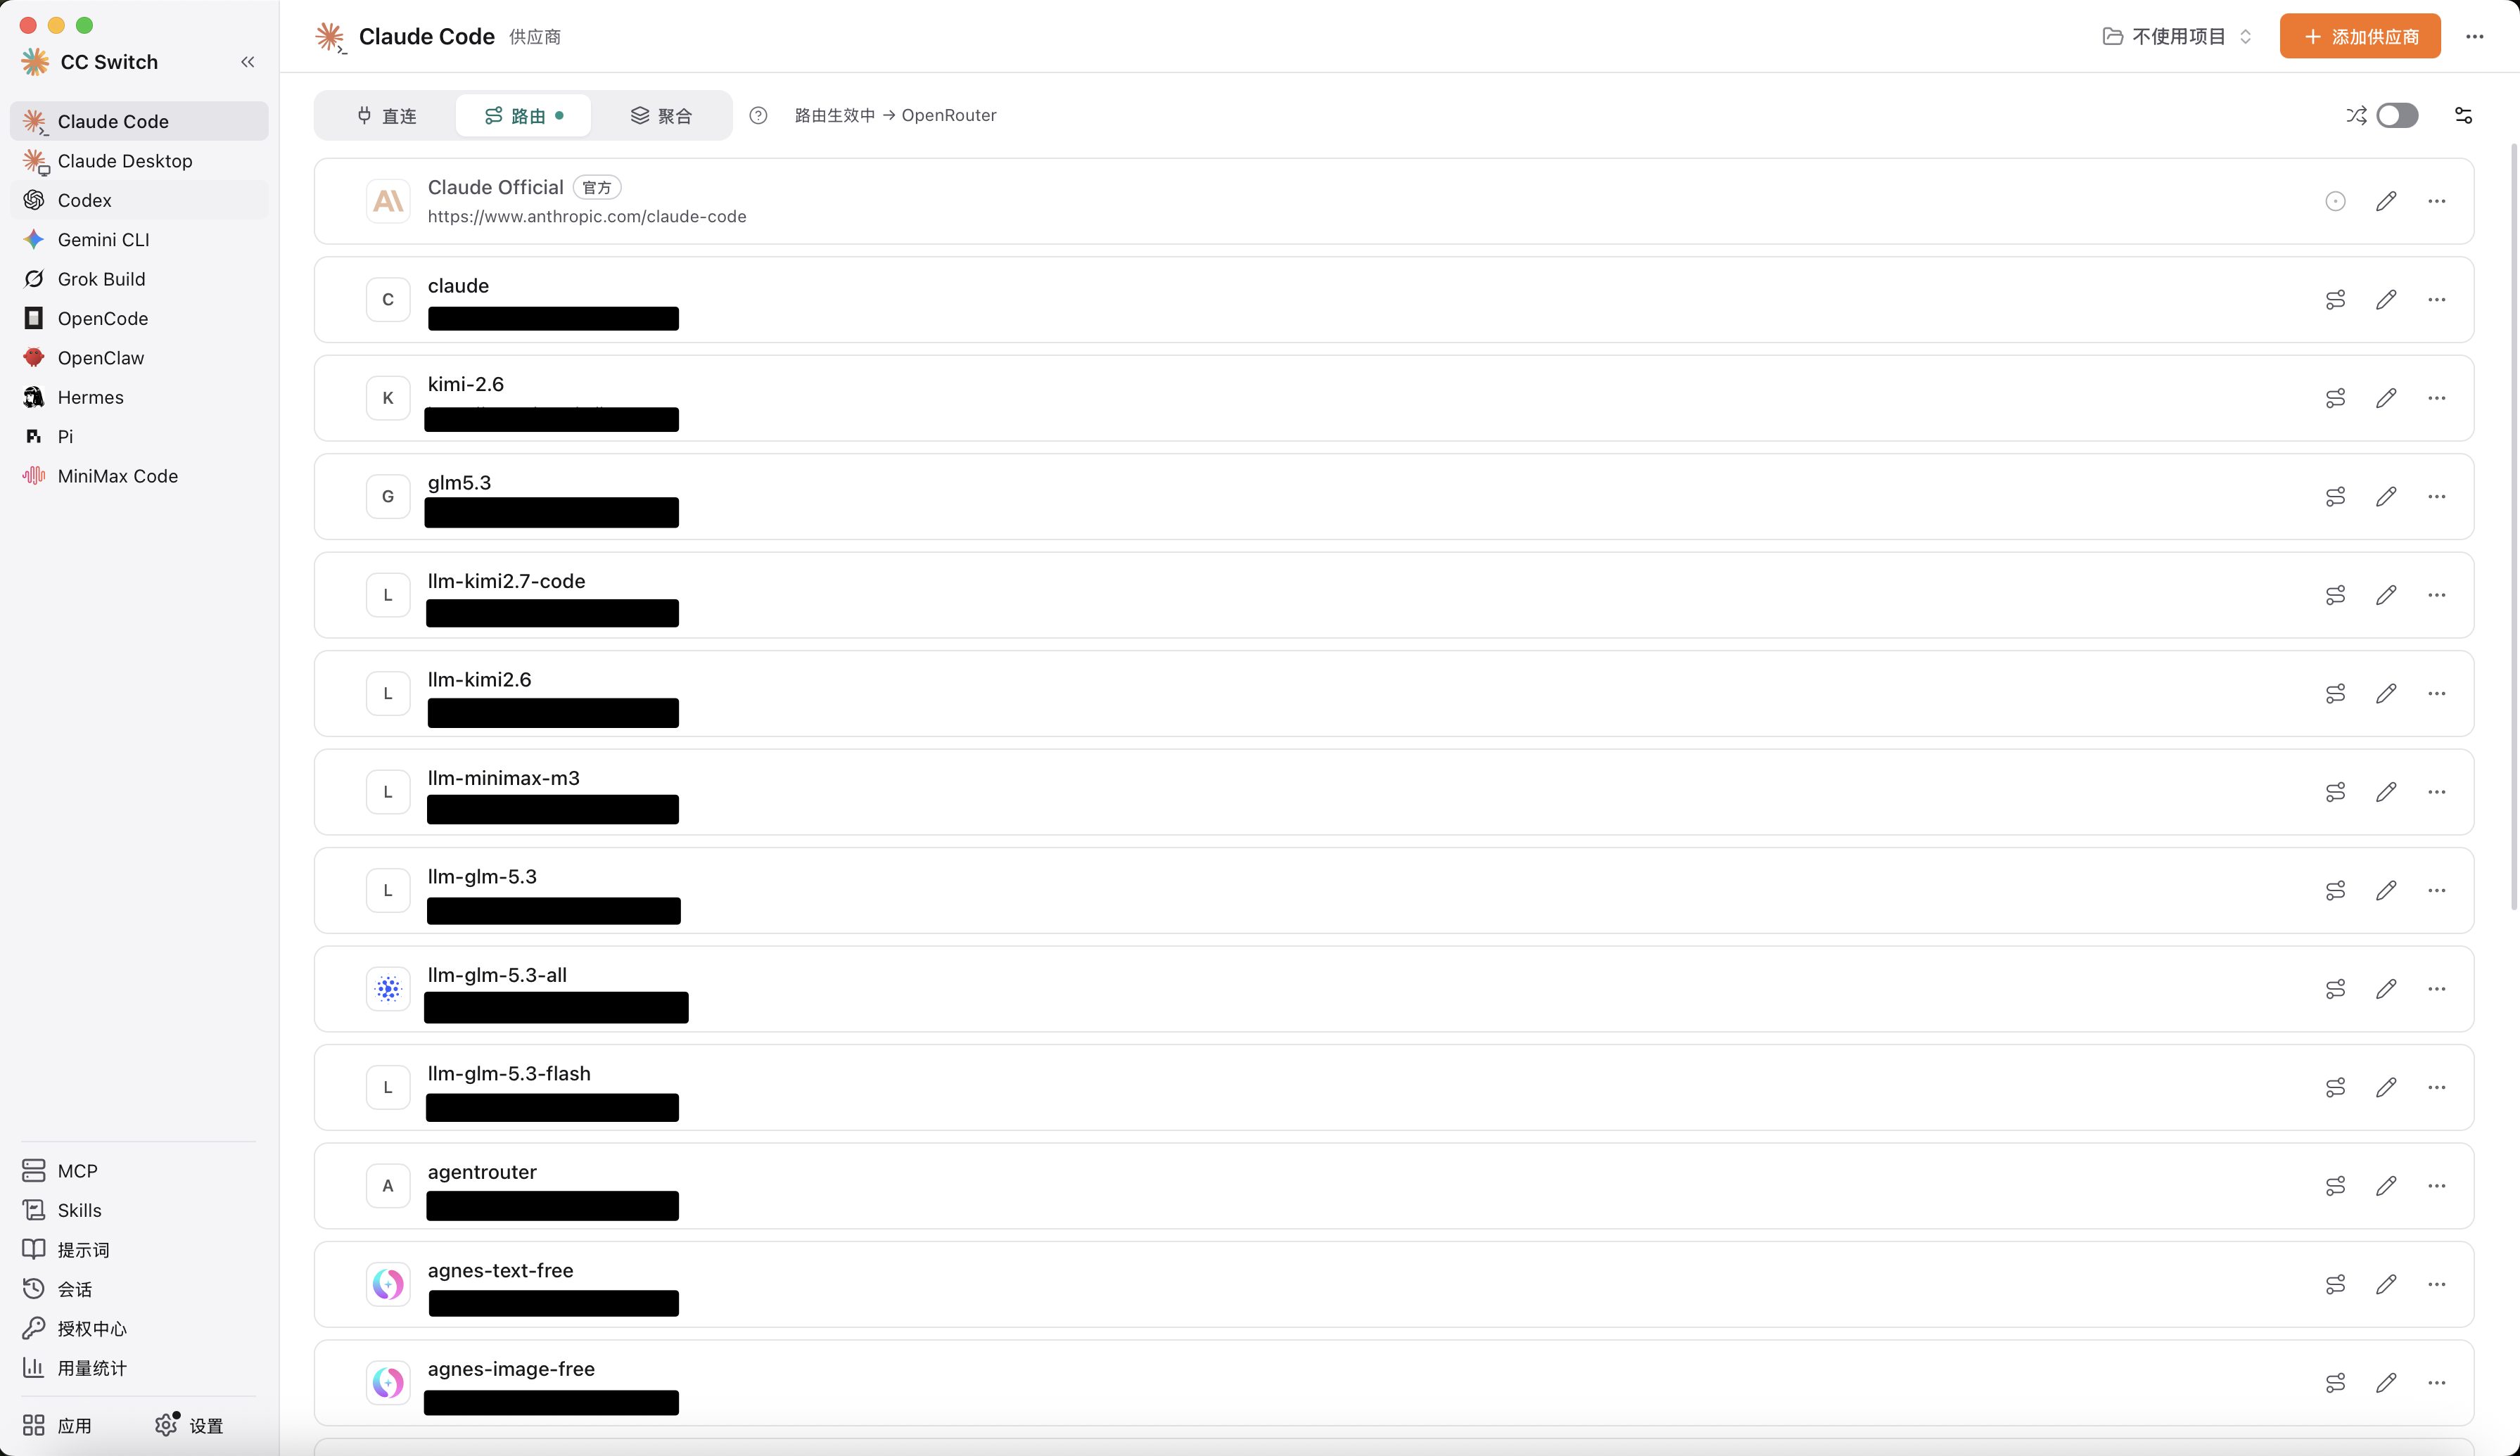 CC Switch
Claude Code
Claude Desktop
Codex
Gemini CLI
Grok Build
OpenCode
OpenClaw
Hermes
Pi
MiniMax Code
MCP
Skills
提示词
会话
授权中心
用量统计
应用
设置
Claude Code 供应商
不使用项目
+ 添加供应商
直连
路由
聚合
路由生效中 → OpenRouter
Claude Official 官方
https://www.anthropic.com/claude-code
C
claude
K
kimi-2.6
G
glm5.3
L
llm-kimi2.7-code
L
llm-kimi2.6
L
llm-minimax-m3
L
llm-glm-5.3
llm-glm-5.3-all
L
llm-glm-5.3-flash
A
agentrouter
agnes-text-free
agnes-image-free